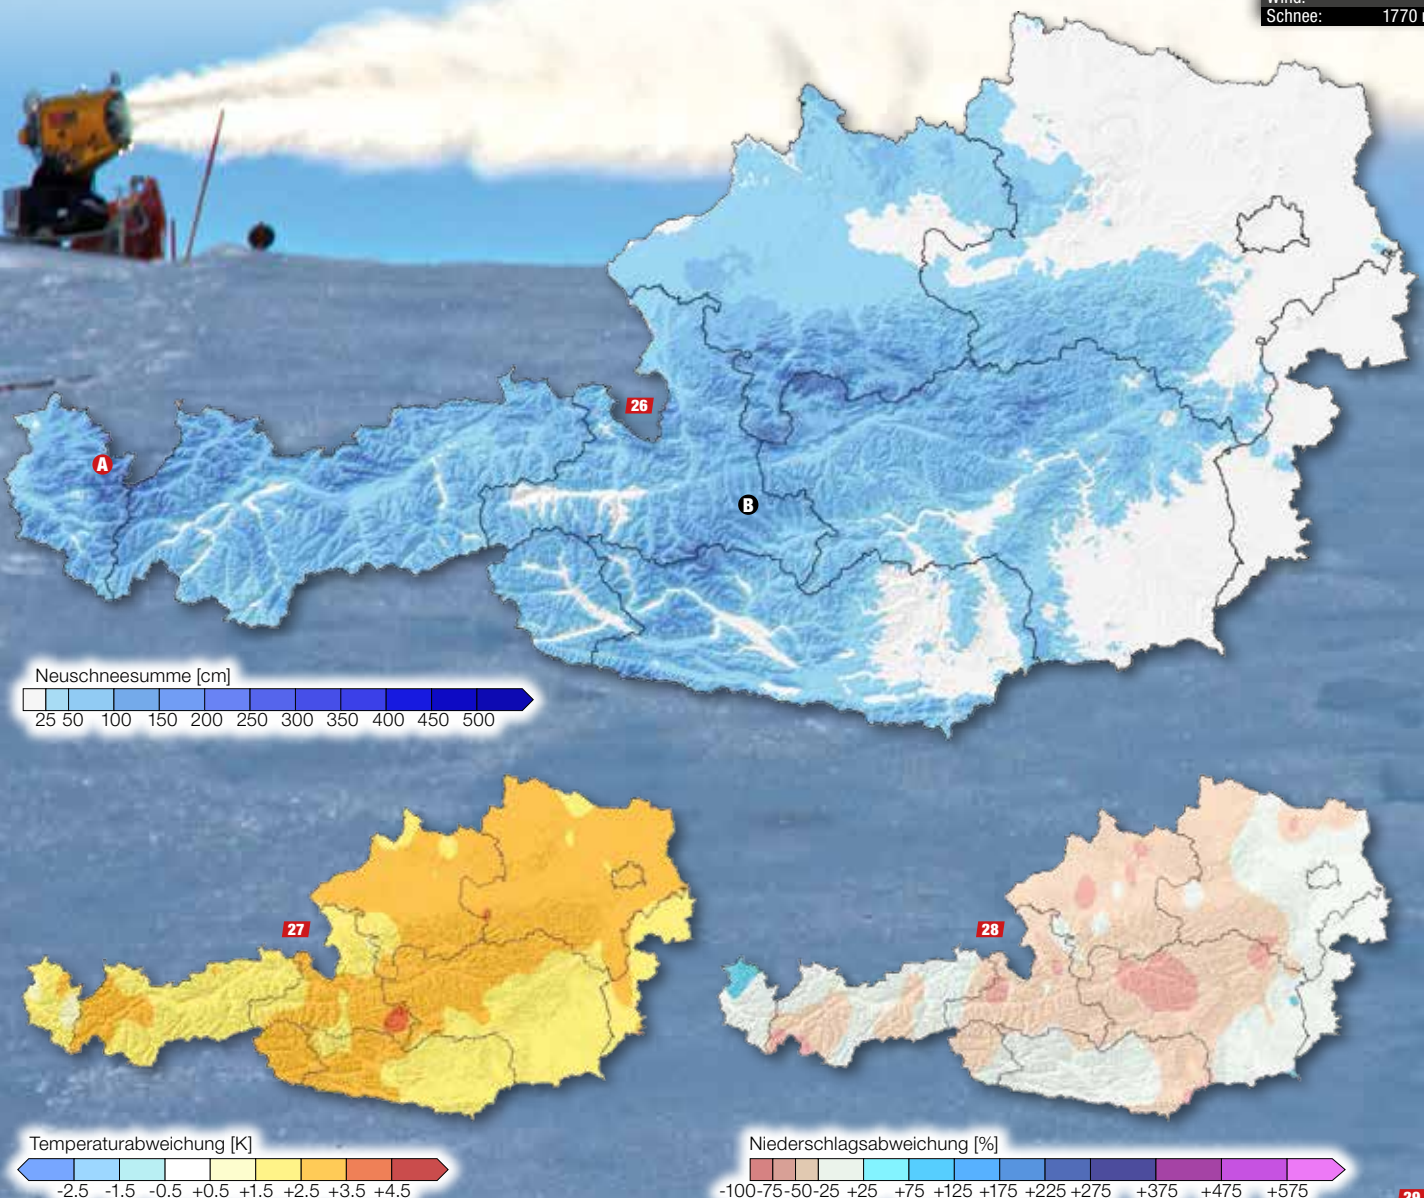 Schnee: 1770
26
A
B
Neuschneesumme [cm]
25 50 100 150 200 250 300 350 400 450 500
27
28
Temperaturabweichung [K]
-2.5 -1.5 -0.5 +0.5 +1.5 +2.5 +3.5 +4.5
Niederschlagsabweichung [%]
-100 -75 -50 -25 +25 +75 +125 +175 +225 +275 +375 +475 +575